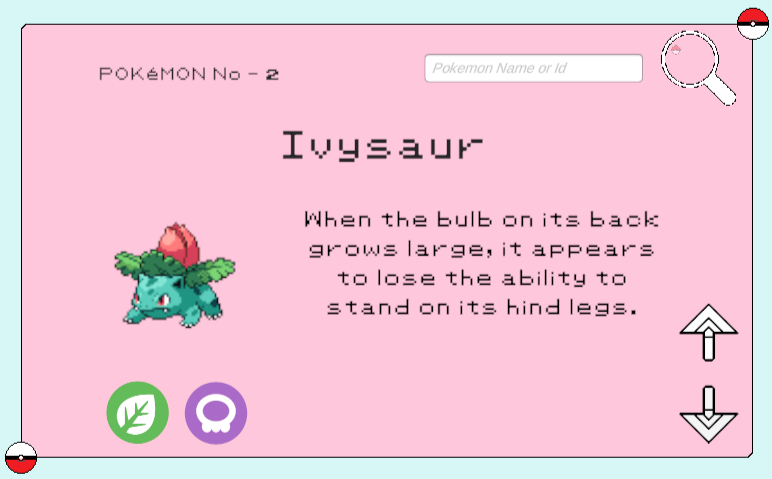 POKéMON No - 2
Pokemon Name or Id
Ivysaur
When the bulb on its back
grows large, it appears
to lose the ability to
stand on its hind legs.